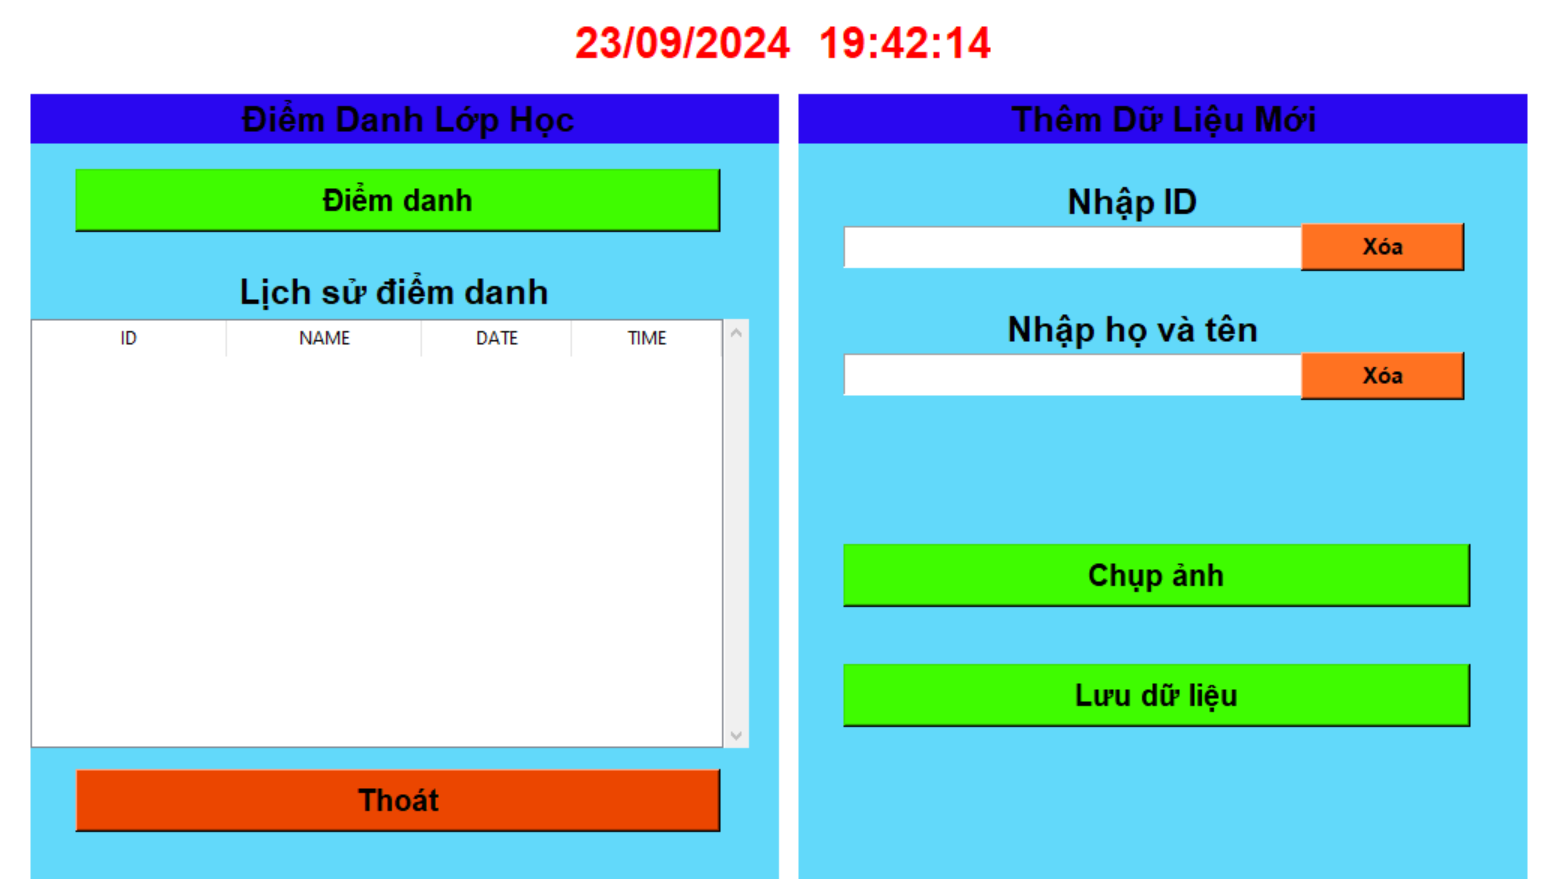 23/09/2024 19:42:14
Điểm Danh Lớp Học
Điểm danh
Lịch sử điểm danh
ID NAME DATE TIME
Thoát
Thêm Dữ Liệu Mới
Nhập ID
Xóa
Nhập họ và tên
Xóa
Chụp ảnh
Lưu dữ liệu